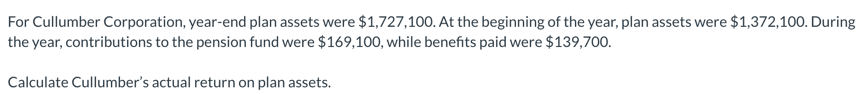 For Cullumber Corporation, year-end plan assets were $1,727,100. At the beginning of the year, plan assets were $1,372,100. During
the year, contributions to the pension fund were $169,100, while benefits paid were $139,700.
Calculate Cullumber's actual return on plan assets.